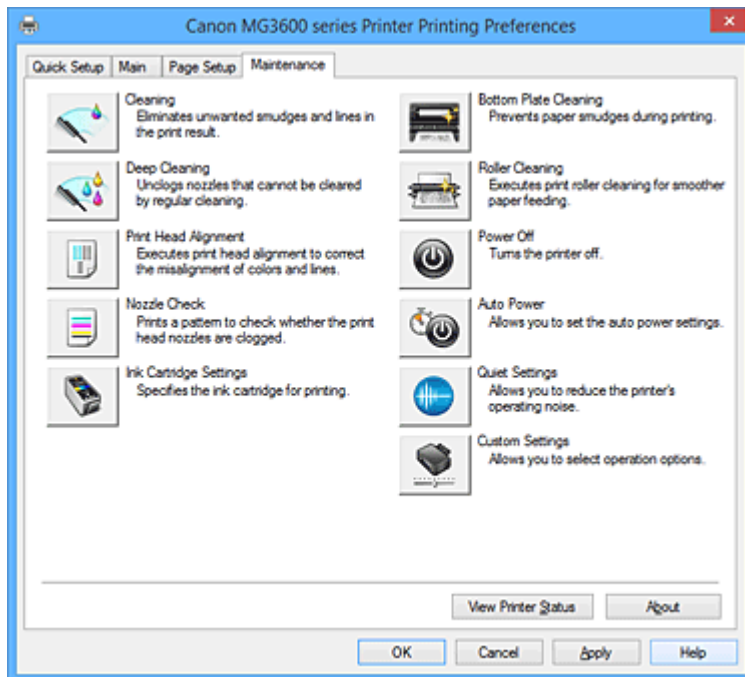 Canon MG3600 series Printer Printing Preferences
Quick Setup Main Page Setup Maintenance
Cleaning
Eliminates unwanted smudges and lines in
the print result.
Deep Cleaning
Unclogs nozzles that cannot be cleared
by regular cleaning.
Print Head Alignment
Executes print head alignment to correct
the misalignment of colors and lines.
Nozzle Check
Prints a pattern to check whether the print
head nozzles are clogged.
Ink Cartridge Settings
Specifies the ink cartridge for printing.
Bottom Plate Cleaning
Prevents paper smudges during printing.
Roller Cleaning
Executes print roller cleaning for smoother
paper feeding.
Power Off
Turns the printer off.
Auto Power
Allows you to set the auto power settings.
Quiet Settings
Allows you to reduce the printer's
operating noise.
Custom Settings
Allows you to select operation options.
View Printer Status About
OK Cancel Apply Help